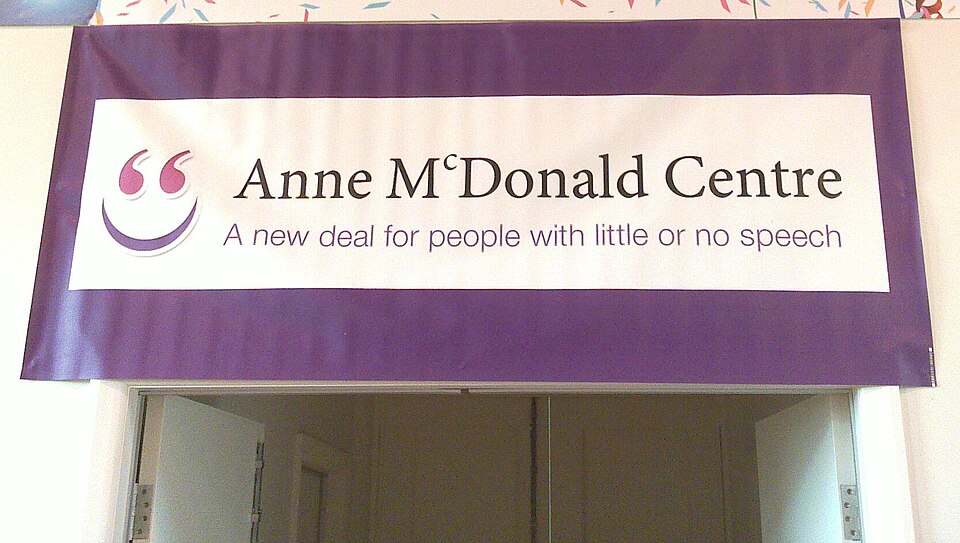 Anne McDonald Centre
A new deal for people with little or no speech